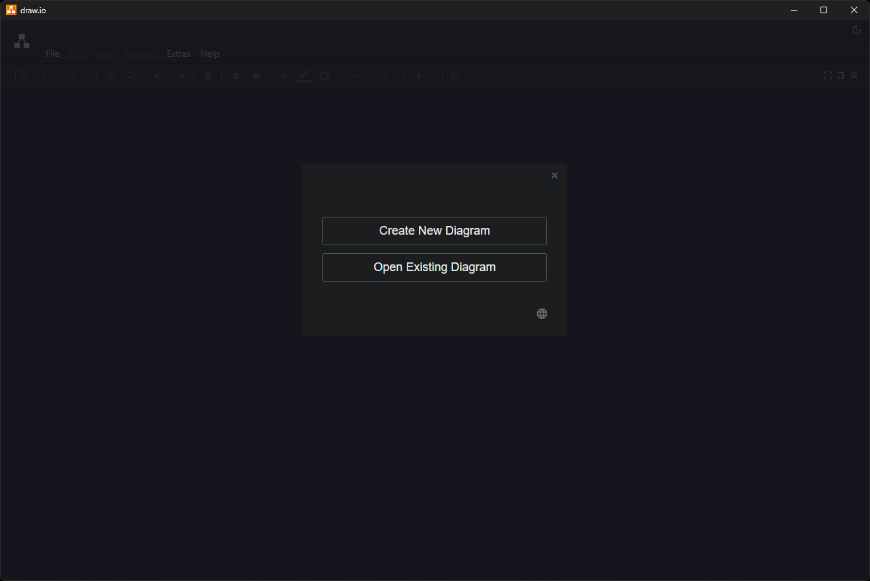 draw.io
File Extras Help
Create New Diagram
Open Existing Diagram